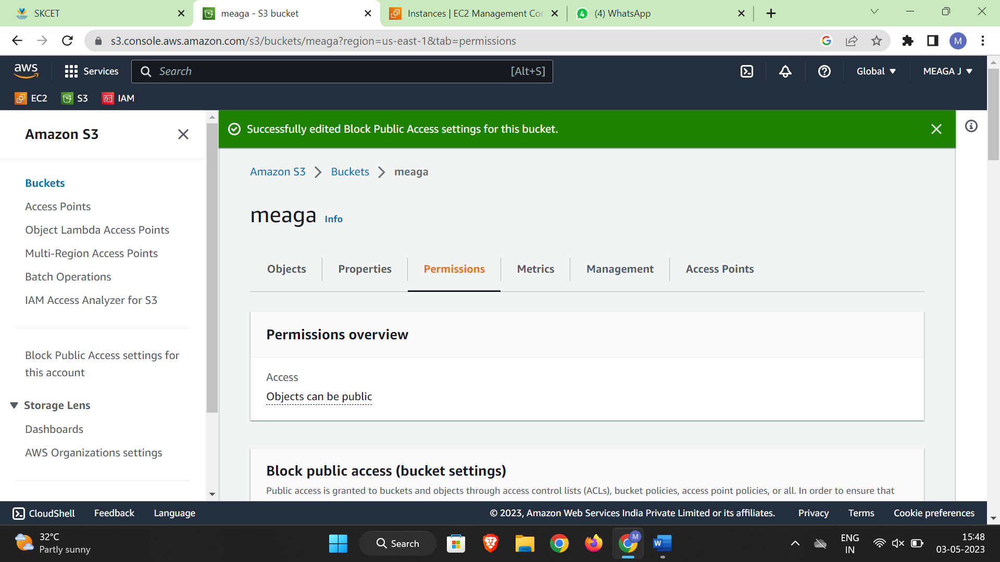 SKCET
meaga - S3 bucket
Instances | EC2 Management Con
4
(4) WhatsApp
s3.console.aws.amazon.com/s3/buckets/meaga?region=us-east-1&tab=permissions
M
aws
Services
Search
[Alt+S]
Global
MEAGA J
EC2
S3
IAM
Amazon S3
Buckets
Access Points
Object Lambda Access Points
Multi-Region Access Points
Batch Operations
IAM Access Analyzer for S3
Block Public Access settings for
this account
Storage Lens
Dashboards
AWS Organizations settings
Successfully edited Block Public Access settings for this bucket.
Amazon S3
Buckets
meaga
meaga Info
Objects
Properties
Permissions
Metrics
Management
Access Points
Permissions overview
Access
Objects can be public
Block public access (bucket settings)
Public access is granted to buckets and objects through access control lists (ACLs), bucket policies, access point policies, or all. In order to ensure that
CloudShell
Feedback
Language
© 2023, Amazon Web Services India Private Limited or its affiliates.
Privacy
Terms
Cookie preferences
32°C
Partly sunny
Search
M
W
ENG
IN
15:48
03-05-2023